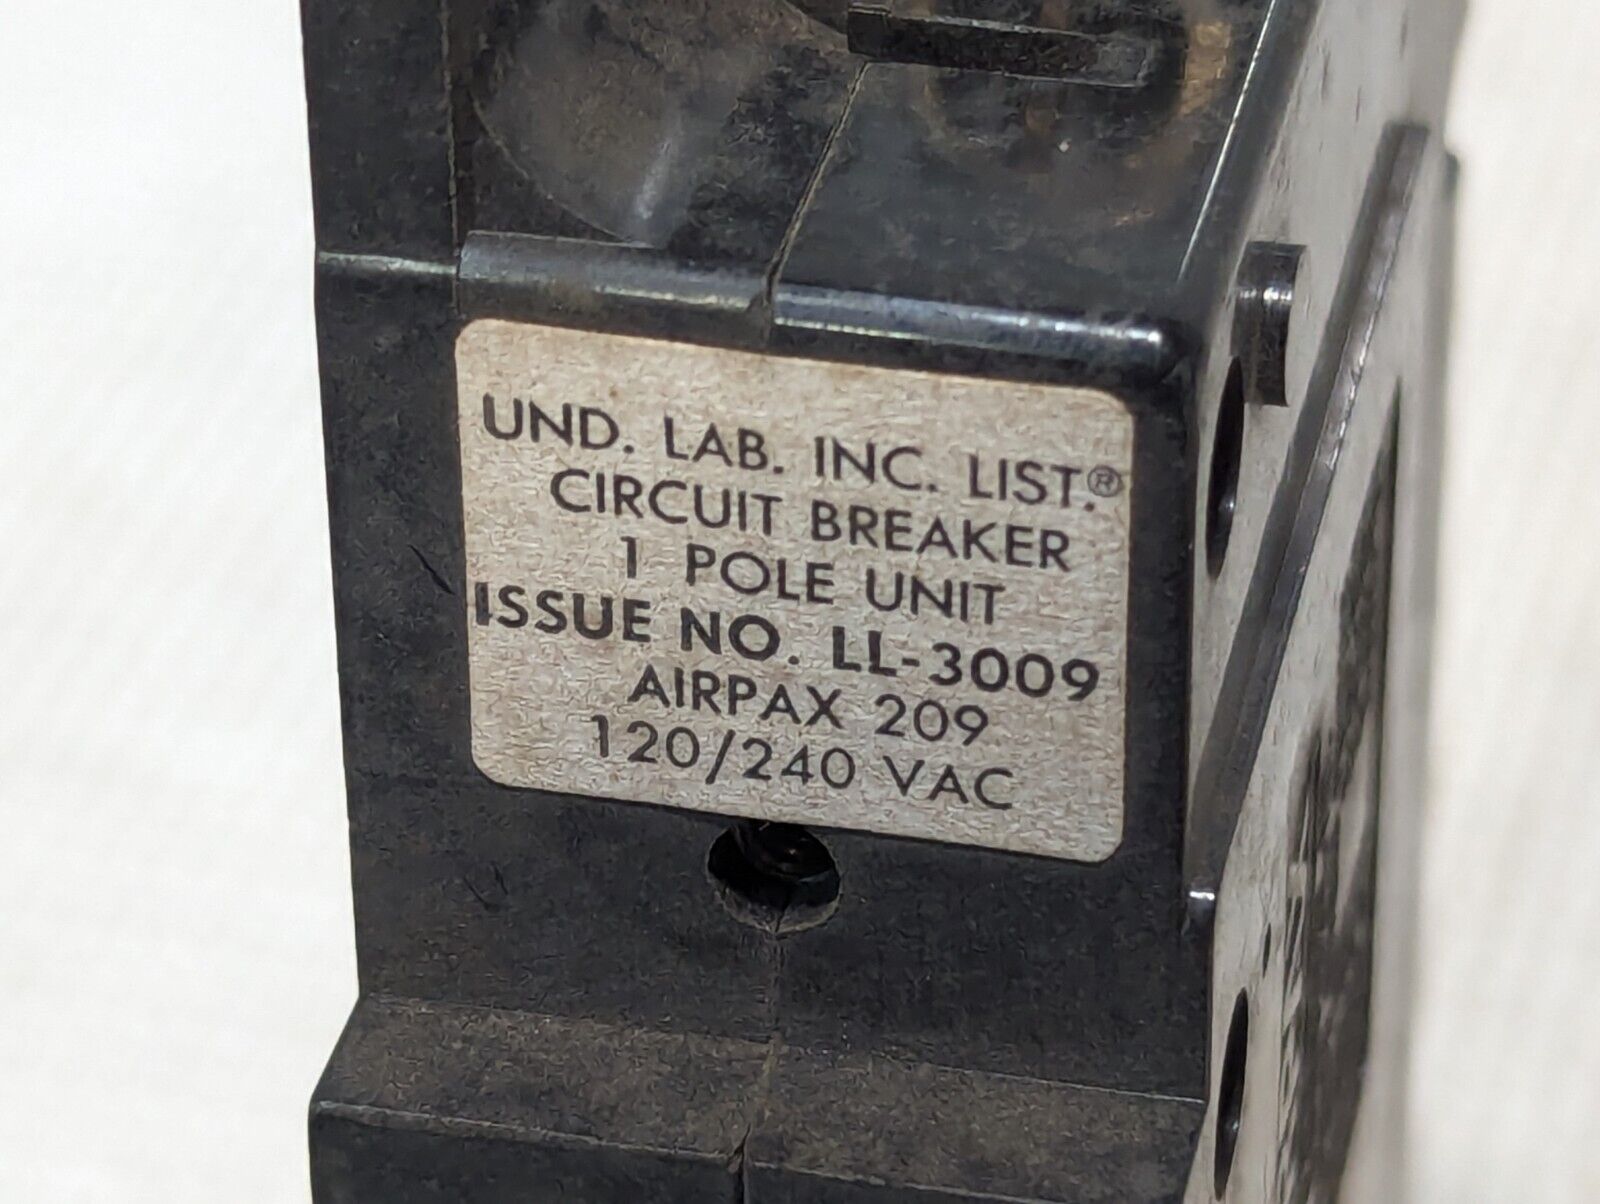 UND. LAB. INC. LIST.®
CIRCUIT BREAKER
1 POLE UNIT
ISSUE NO. LL-3009
AIRPAX 209
120/240 VAC